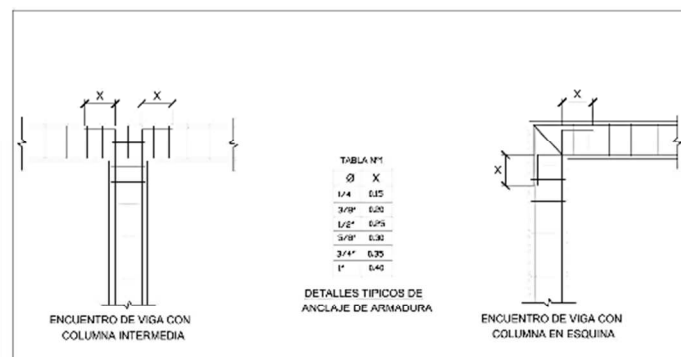 X
X
X
X
TABLA Nº1
Ø X
1/4 0.15
3/8" 0.20
1/2" 0.25
5/8" 0.30
3/4" 0.35
1" 0.40
DETALLES TIPICOS DE
ANCLAJE DE ARMADURA
ENCUENTRO DE VIGA CON
COLUMNA INTERMEDIA
ENCUENTRO DE VIGA CON
COLUMNA EN ESQUINA